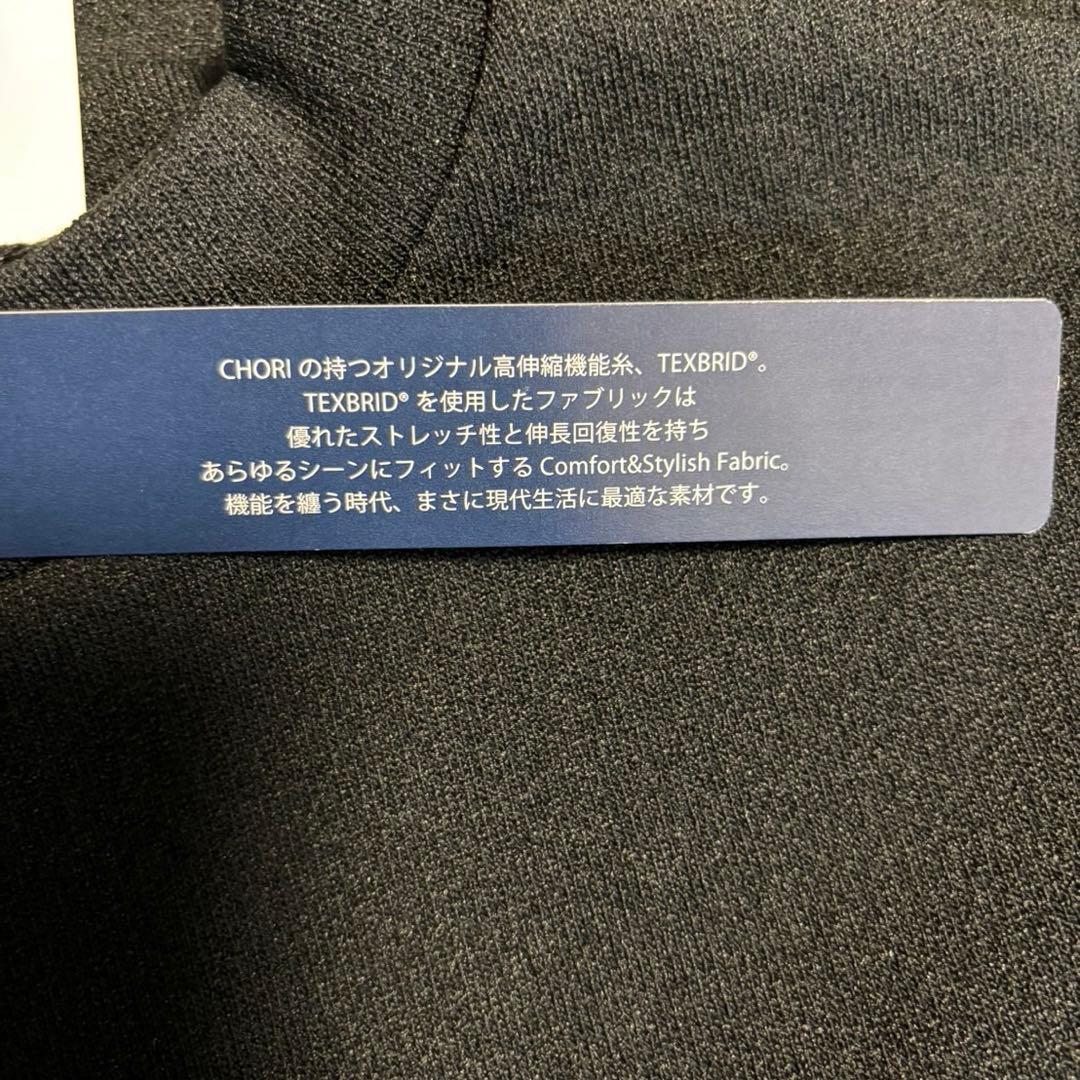 CHORI の持つオリジナル高伸縮機能糸、TEXBRID®。
TEXBRID® を使用したファブリックは
優れたストレッチ性と伸長回復性を持ち
あらゆるシーンにフィットする Comfort&Stylish Fabric。
機能を纏う時代、まさに現代生活に最適な素材です。